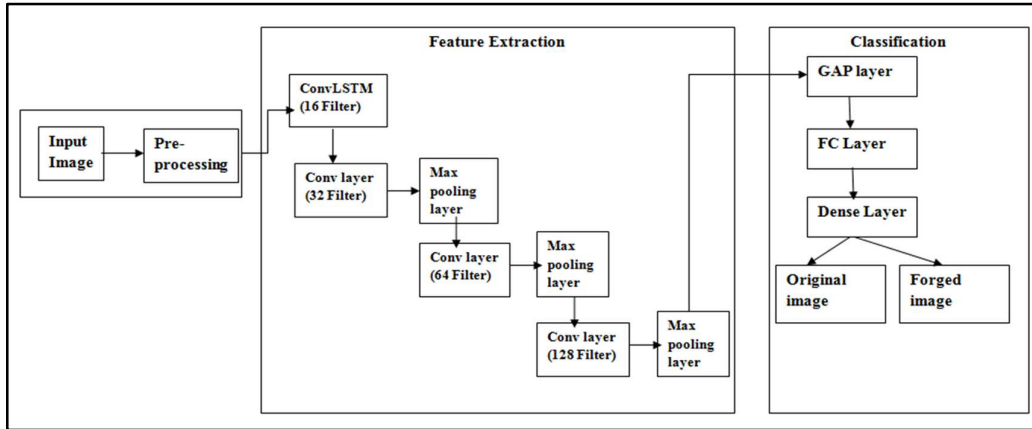 Feature Extraction
Classification
Input
Image
Pre-
processing
ConvLSTM
(16 Filter)
Conv layer
(32 Filter)
Max
pooling
layer
Conv layer
(64 Filter)
Max
pooling
layer
Conv layer
(128 Filter)
Max
pooling
layer
GAP layer
FC Layer
Dense Layer
Original
image
Forged
image